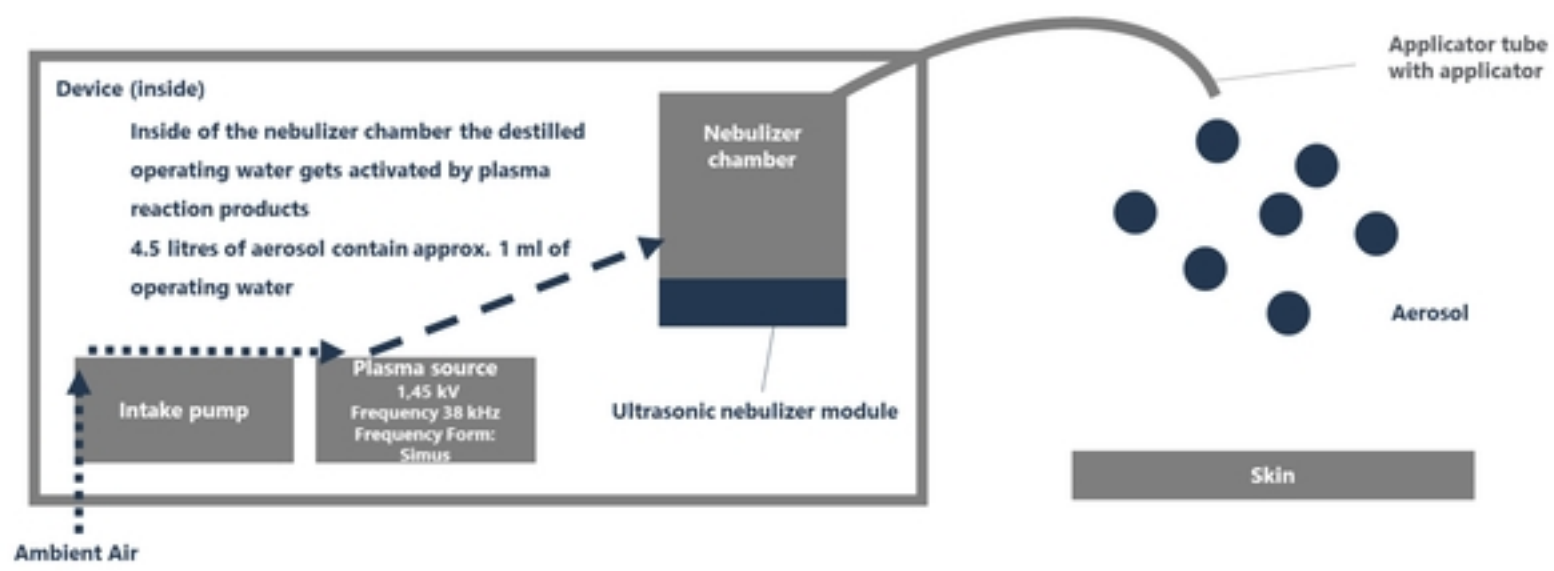 Applicator tube
with applicator
Device (inside)
Inside of the nebulizer chamber the destilled
operating water gets activated by plasma
reaction products
4.5 litres of aerosol contain approx. 1 ml of
operating water
Nebulizer
chamber
Aerosol
Plasma source
1,45 kV
Frequency 38 kHz
Frequency Form:
Simus
Intake pump
Ultrasonic nebulizer module
Skin
Ambient Air